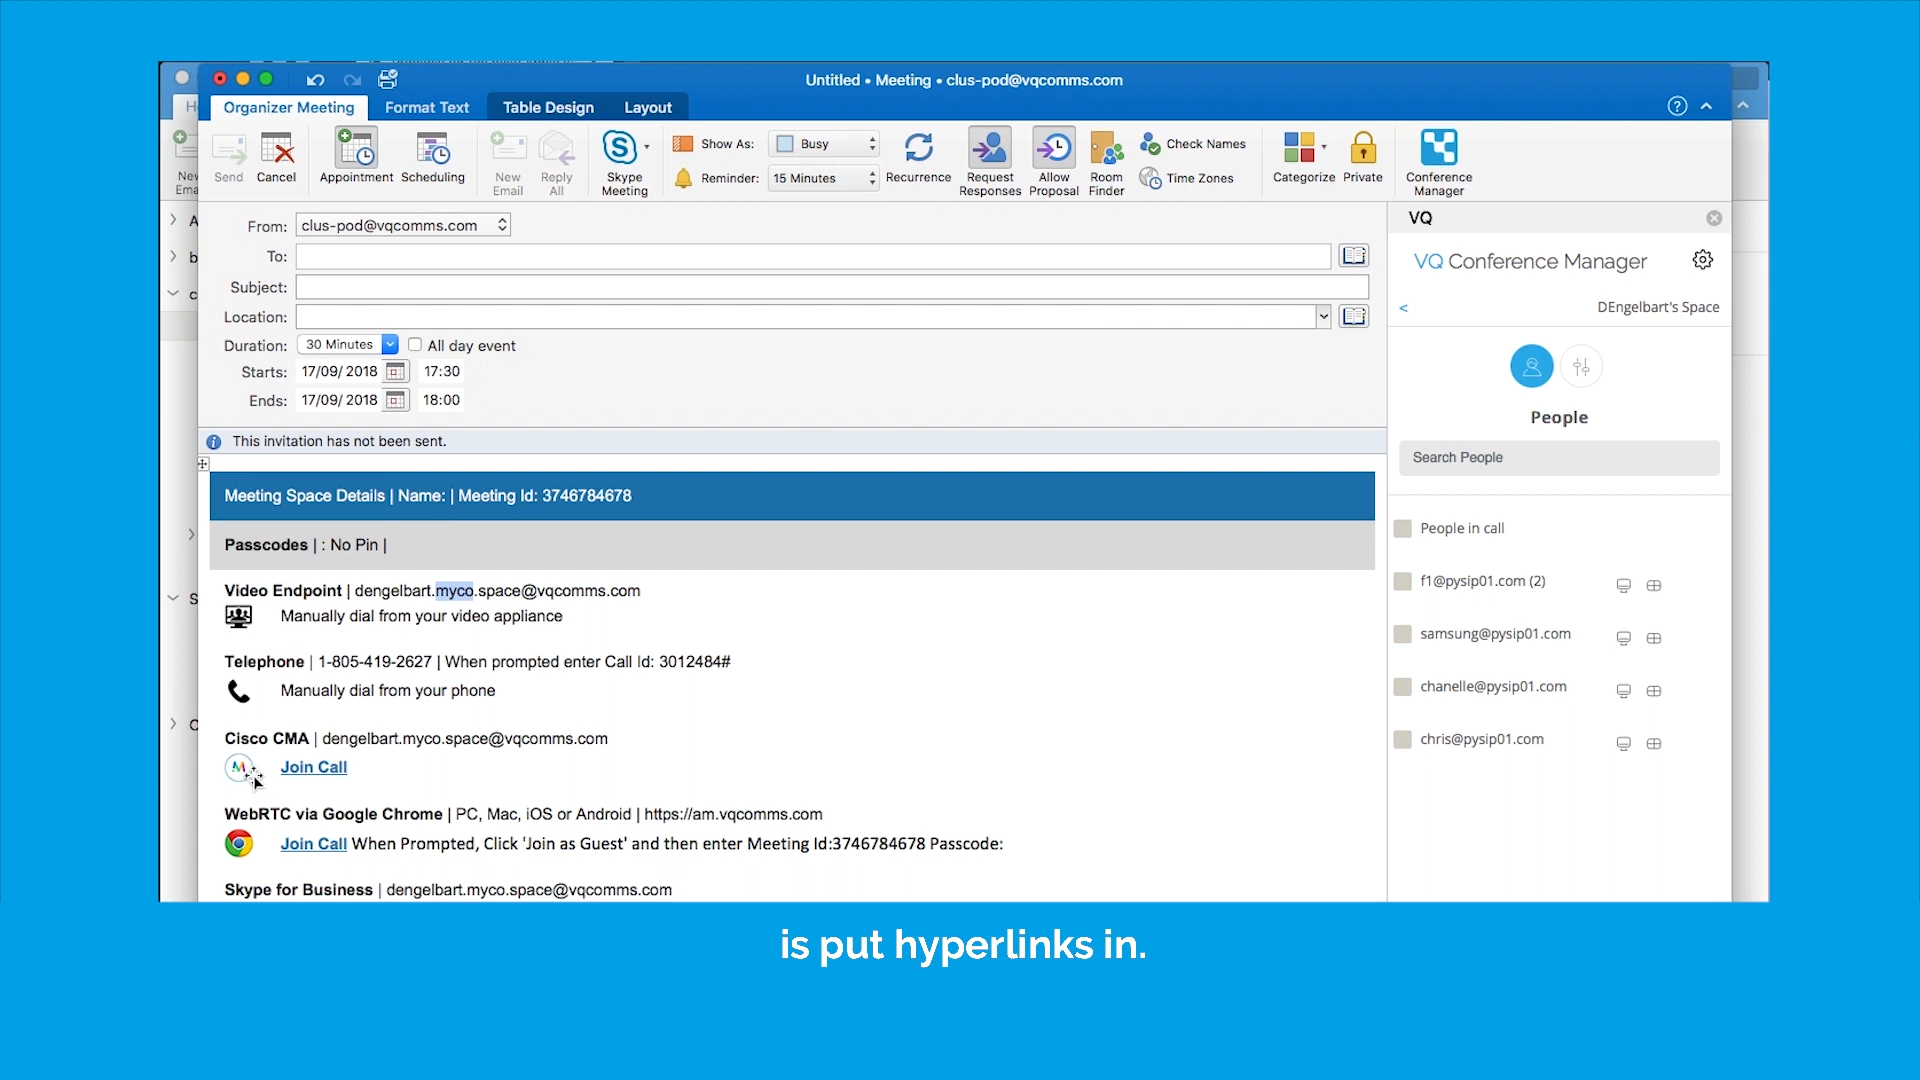 Untitled • Meeting • clus-pod@vqcomms.com
H
Organizer Meeting
Format Text
Table Design
Layout
New
Ema
Send
Cancel
Appointment
Scheduling
New
Email
Reply
All
Skype
Meeting
Show As:
Busy
Reminder:
15 Minutes
Recurrence
Request
Responses
Allow
Proposal
Room
Finder
Check Names
Time Zones
Categorize
Private
Conference
Manager
From:
clus-pod@vqcomms.com
To:
Subject:
Location:
Duration:
30 Minutes
All day event
Starts:
17/09/ 2018
17:30
Ends:
17/09/ 2018
18:00
This invitation has not been sent.
Meeting Space Details | Name: | Meeting Id: 3746784678
Passcodes | : No Pin |
Video Endpoint | dengelbart.myco.space@vqcomms.com
Manually dial from your video appliance
Telephone | 1-805-419-2627 | When prompted enter Call Id: 3012484#
Manually dial from your phone
Cisco CMA | dengelbart.myco.space@vqcomms.com
Join Call
WebRTC via Google Chrome | PC, Mac, iOS or Android | https://am.vqcomms.com
Join Call When Prompted, Click 'Join as Guest' and then enter Meeting Id:3746784678 Passcode:
Skype for Business | dengelbart.myco.space@vqcomms.com
VQ
VQ Conference Manager
< DEngelbart's Space
People
Search People
People in call
f1@pysip01.com (2)
samsung@pysip01.com
chanelle@pysip01.com
chris@pysip01.com
is put hyperlinks in.